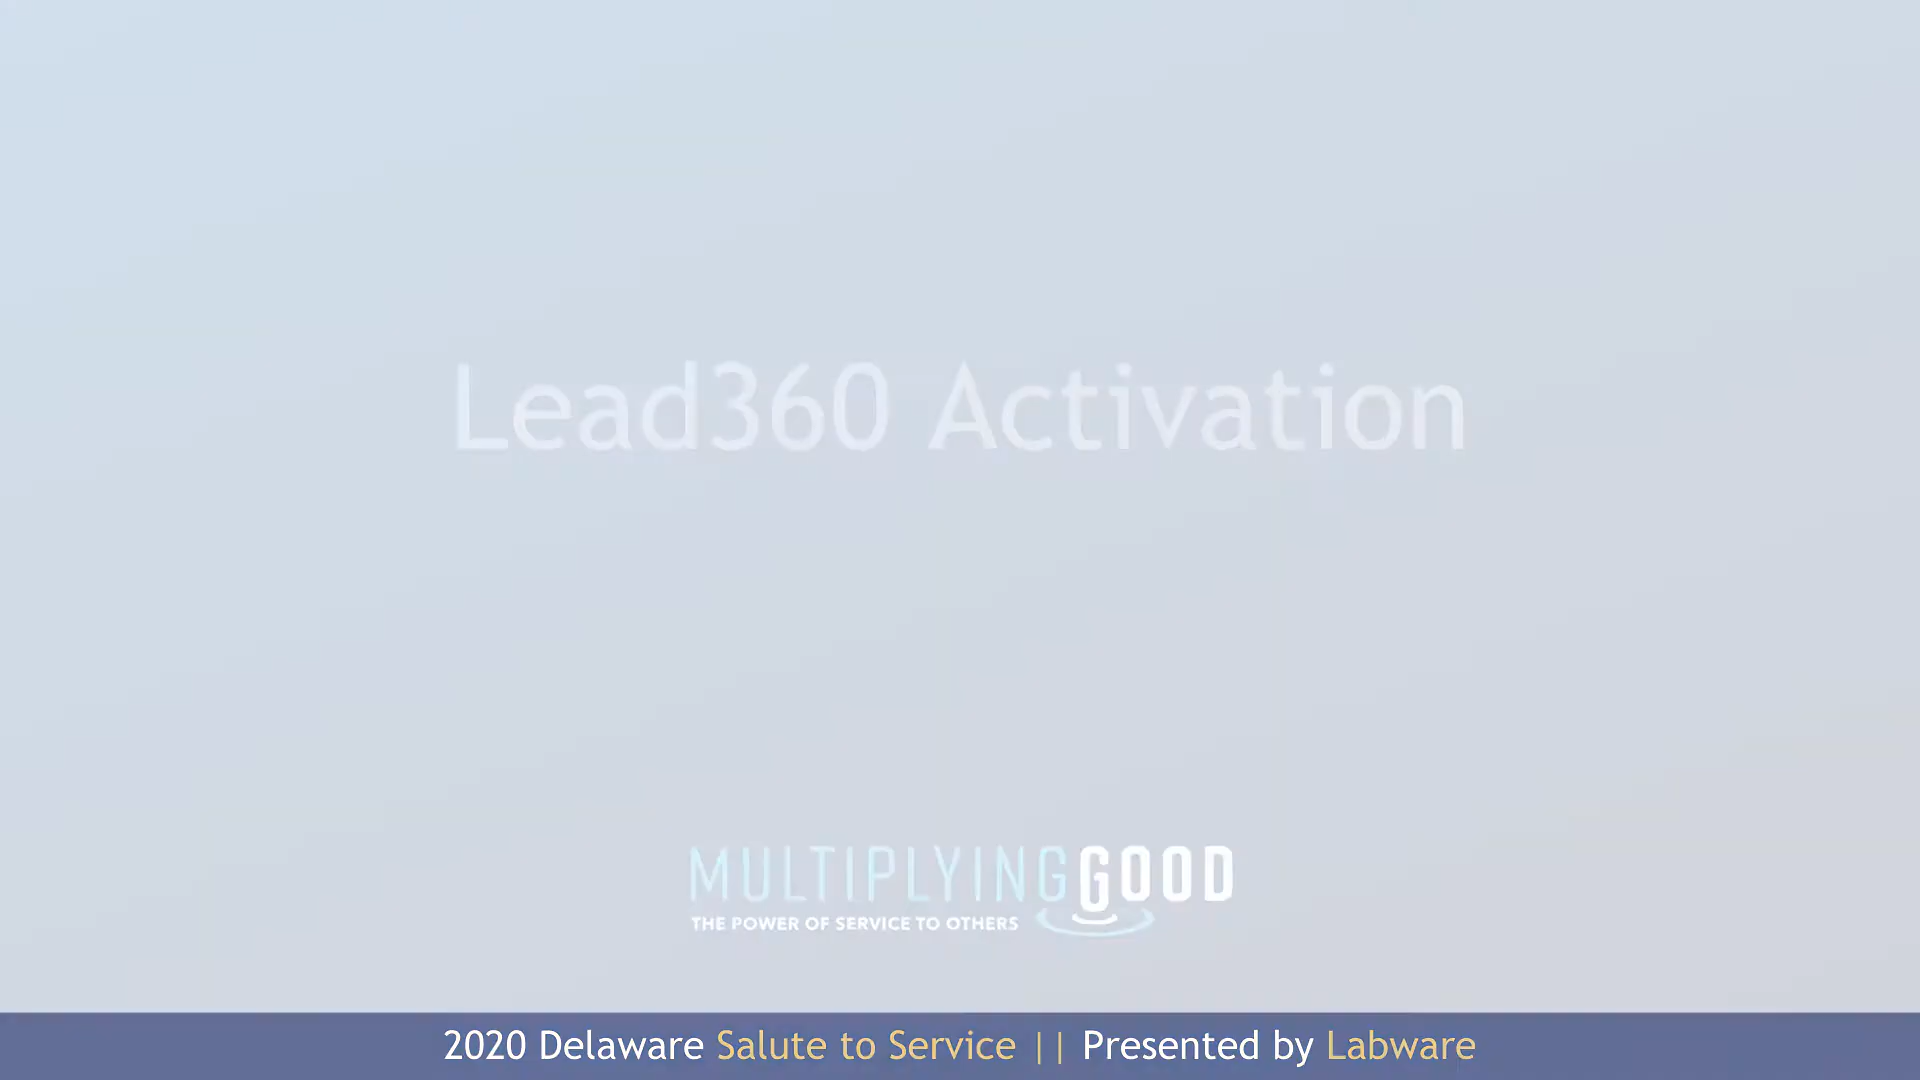 Lead360 Activation
MULTIPLYINGGOOD
THE POWER OF SERVICE TO OTHERS
2020 Delaware Salute to Service || Presented by Labware